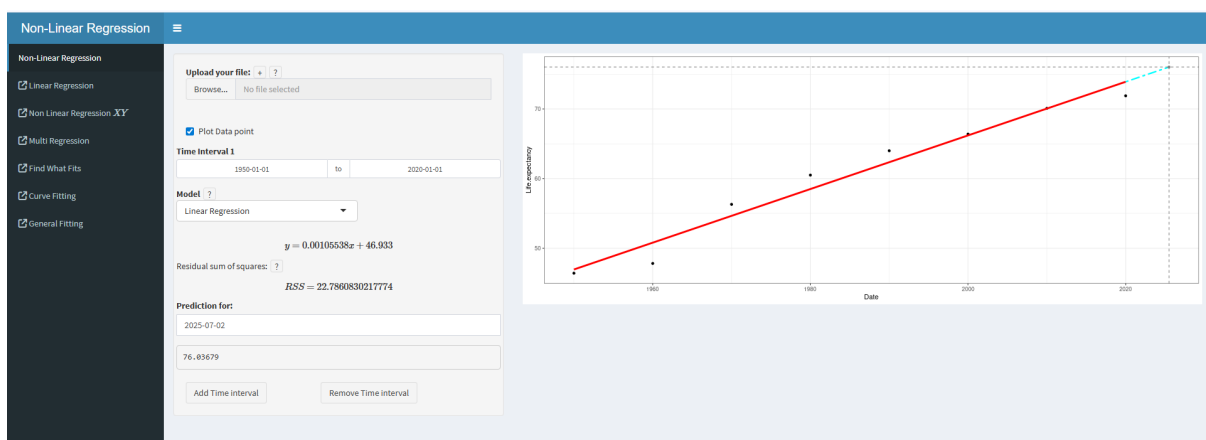 Non-Linear Regression
Non-Linear Regression
Linear Regression
Non Linear Regression XY
Multi Regression
Find What Fits
Curve Fitting
General Fitting
Upload your file: + ?
Browse... No file selected
Plot Data point
Time Interval 1
1950-01-01 to 2020-01-01
Model ?
Linear Regression
y = 0.00105538x + 46.933
Residual sum of squares: ?
RSS = 22.7860830217774
Prediction for:
2025-07-02
76.03679
Add Time interval Remove Time interval
Life.expectancy
70
60
50
1960 1980 2000 2020
Date